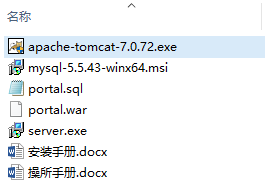 名称
apache-tomcat-7.0.72.exe
mysql-5.5.43-winx64.msi
portal.sql
portal.war
server.exe
安装手册.docx
操所手册.docx